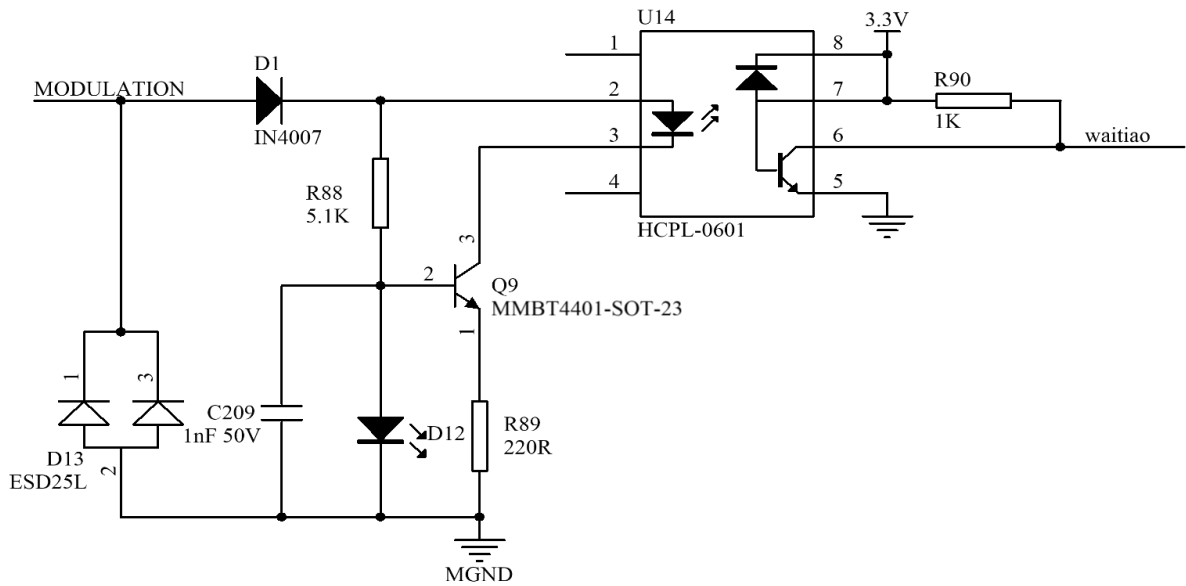 U14
3.3V
1
8
D1
MODULATION
2
7
R90
IN4007
1K
3
6
waitiao
R88
5.1K
4
5
HCPL-0601
3
2
Q9
MMBT4401-SOT-23
1
1
3
C209
1nF 50V
D12
R89
220R
D13
ESD25L
2
MGND